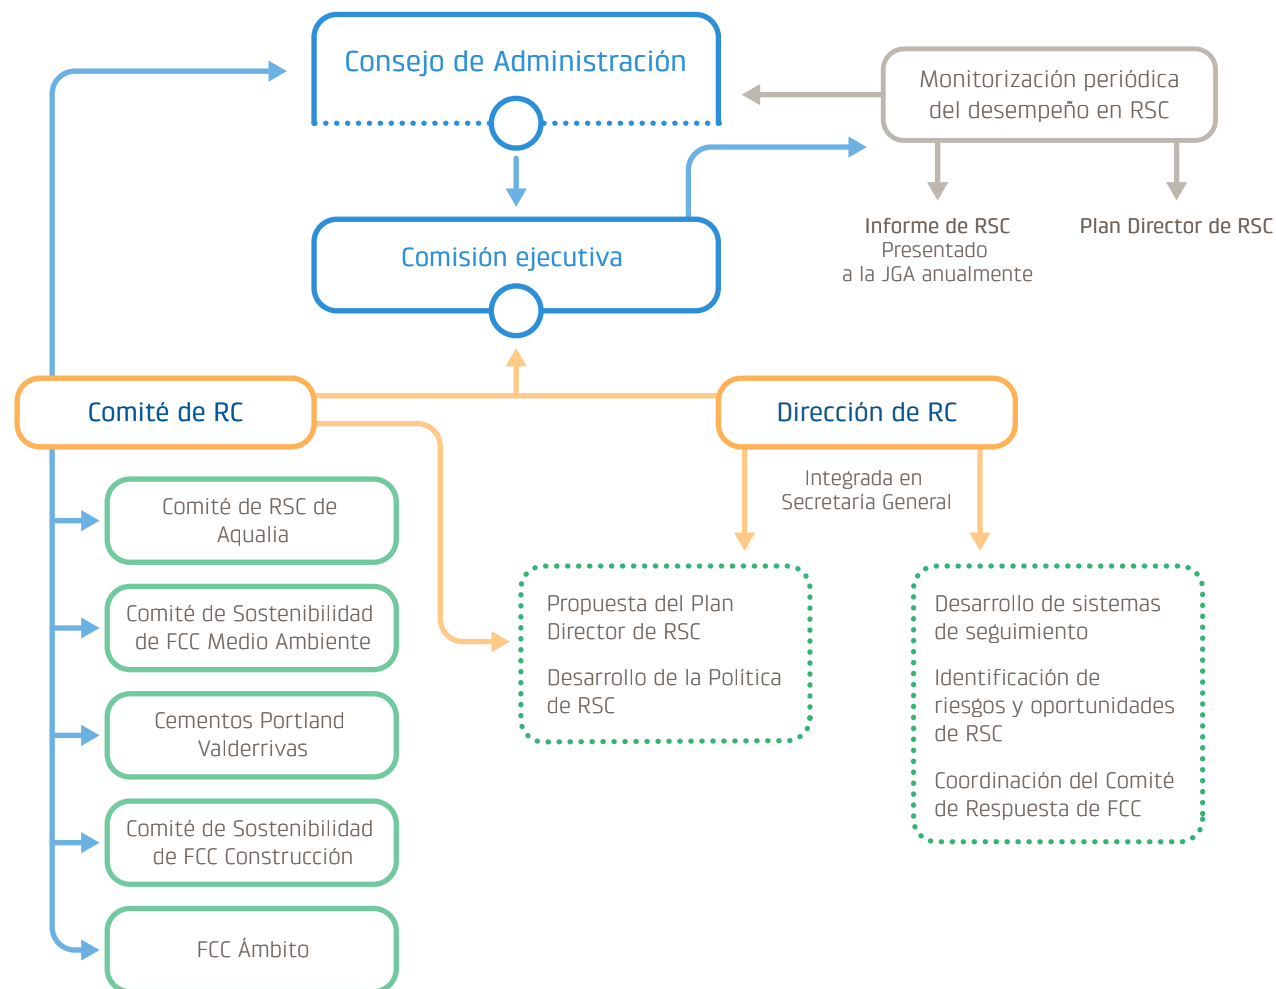 Consejo de Administración
Monitorización periódica
del desempeño en RSC
Informe de RSC
Presentado
a la JGA anualmente
Plan Director de RSC
Comisión ejecutiva
Comité de RC
Dirección de RC
Integrada en
Secretaría General
Comité de RSC de
Aqualia
Comité de Sostenibilidad
de FCC Medio Ambiente
Cementos Portland
Valderrivas
Comité de Sostenibilidad
de FCC Construcción
FCC Ámbito
Propuesta del Plan
Director de RSC
Desarrollo de la Política
de RSC
Desarrollo de sistemas
de seguimiento
Identificación de
riesgos y oportunidades
de RSC
Coordinación del Comité
de Respuesta de FCC